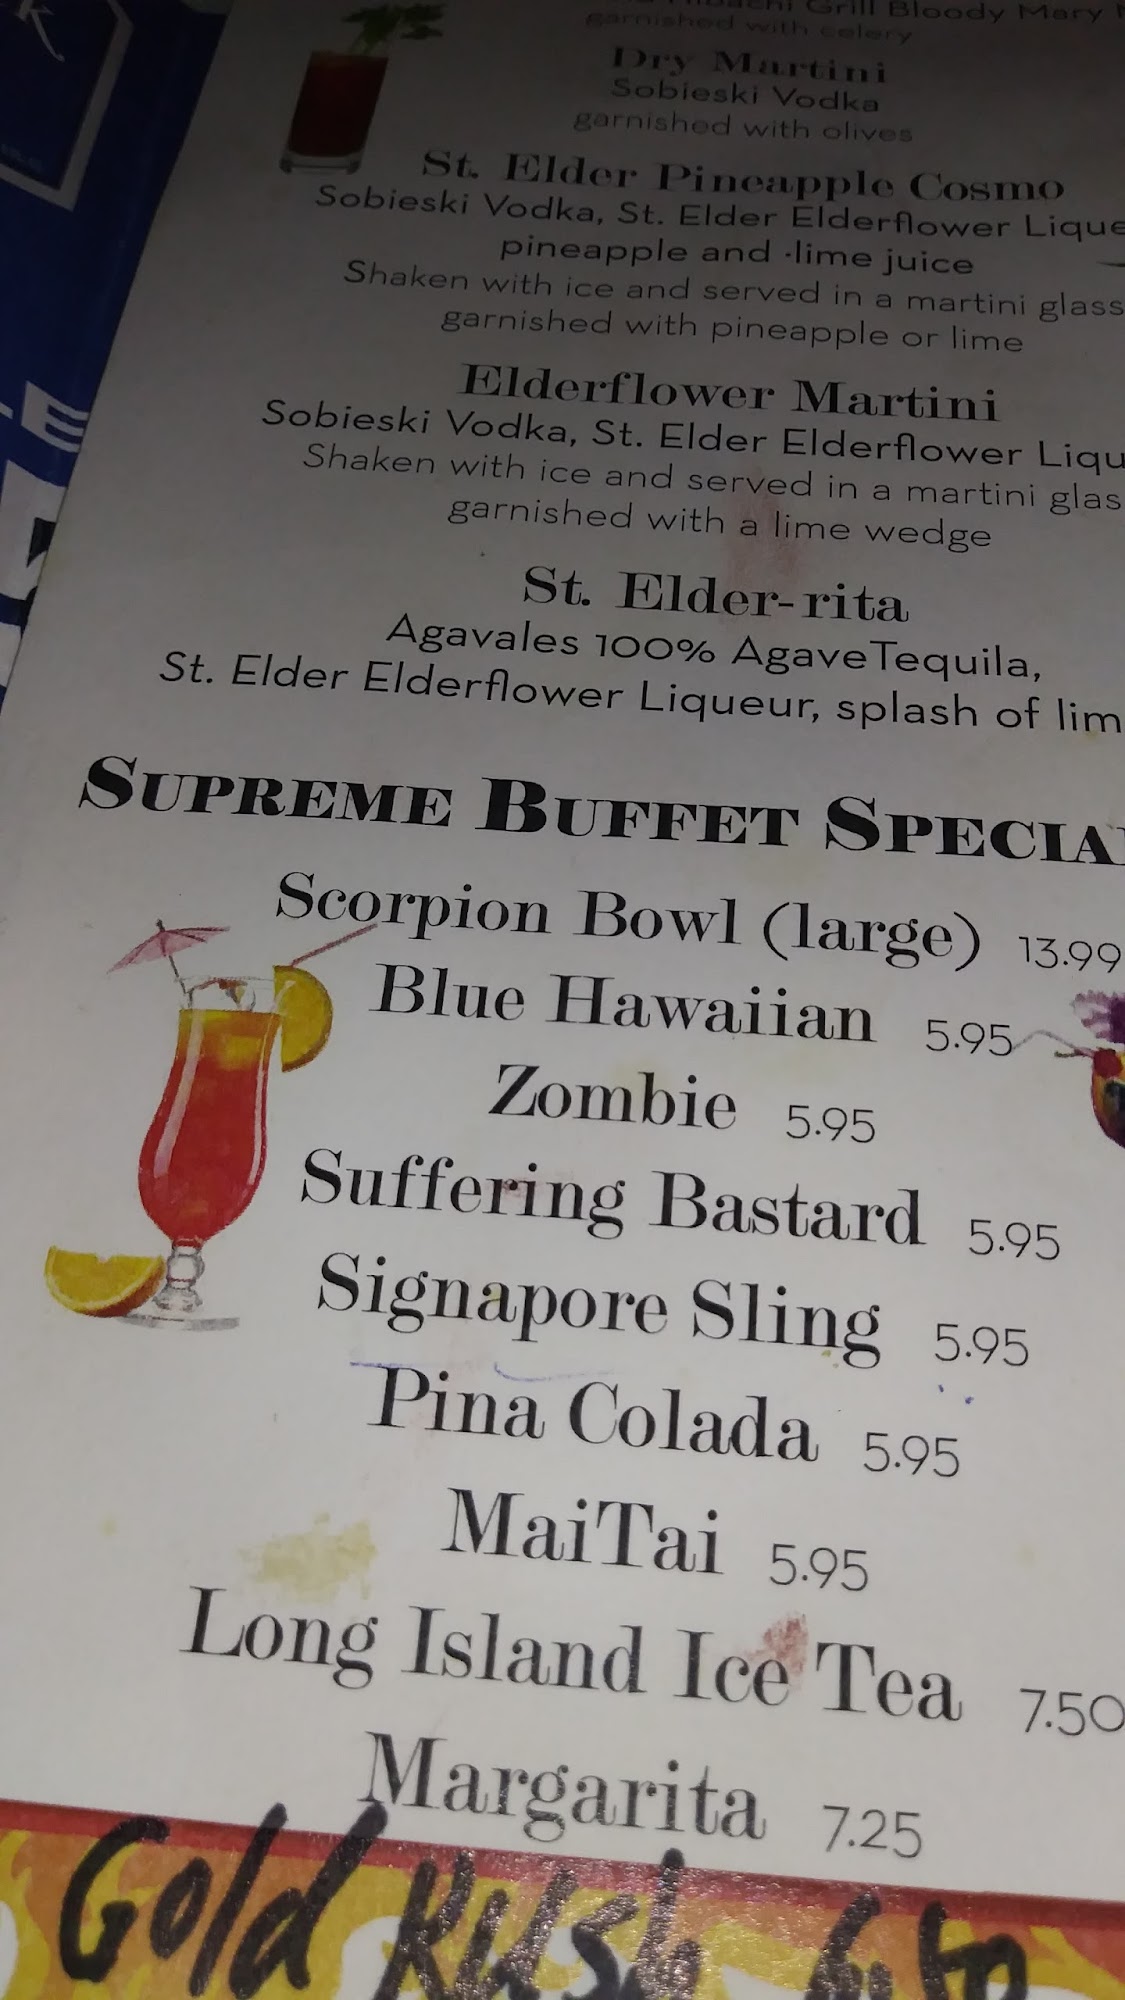 Grill Bloody Mary
garnished with celery
Dry Martini
Sobieski Vodka
garnished with olives
St. Elder Pineapple Cosmo
Sobieski Vodka, St. Elder Elderflower Lique
pineapple and ·lime juice
Shaken with ice and served in a martini glass
garnished with pineapple or lime
Elderflower Martini
Sobieski Vodka, St. Elder Elderflower Liqu
Shaken with ice and served in a martini glas
garnished with a lime wedge
St. Elder-rita
Agavales 100% AgaveTequila,
St. Elder Elderflower Liqueur, splash of lim
SUPREME BUFFET SPECIA
Scorpion Bowl (large) 13.99
Blue Hawaiian 5.95
Zombie 5.95
Suffering Bastard 5.95
Signapore Sling 5.95
Pina Colada 5.95
MaiTai 5.95
Long Island Ice Tea 7.50
Margarita 7.25
Gold Rush